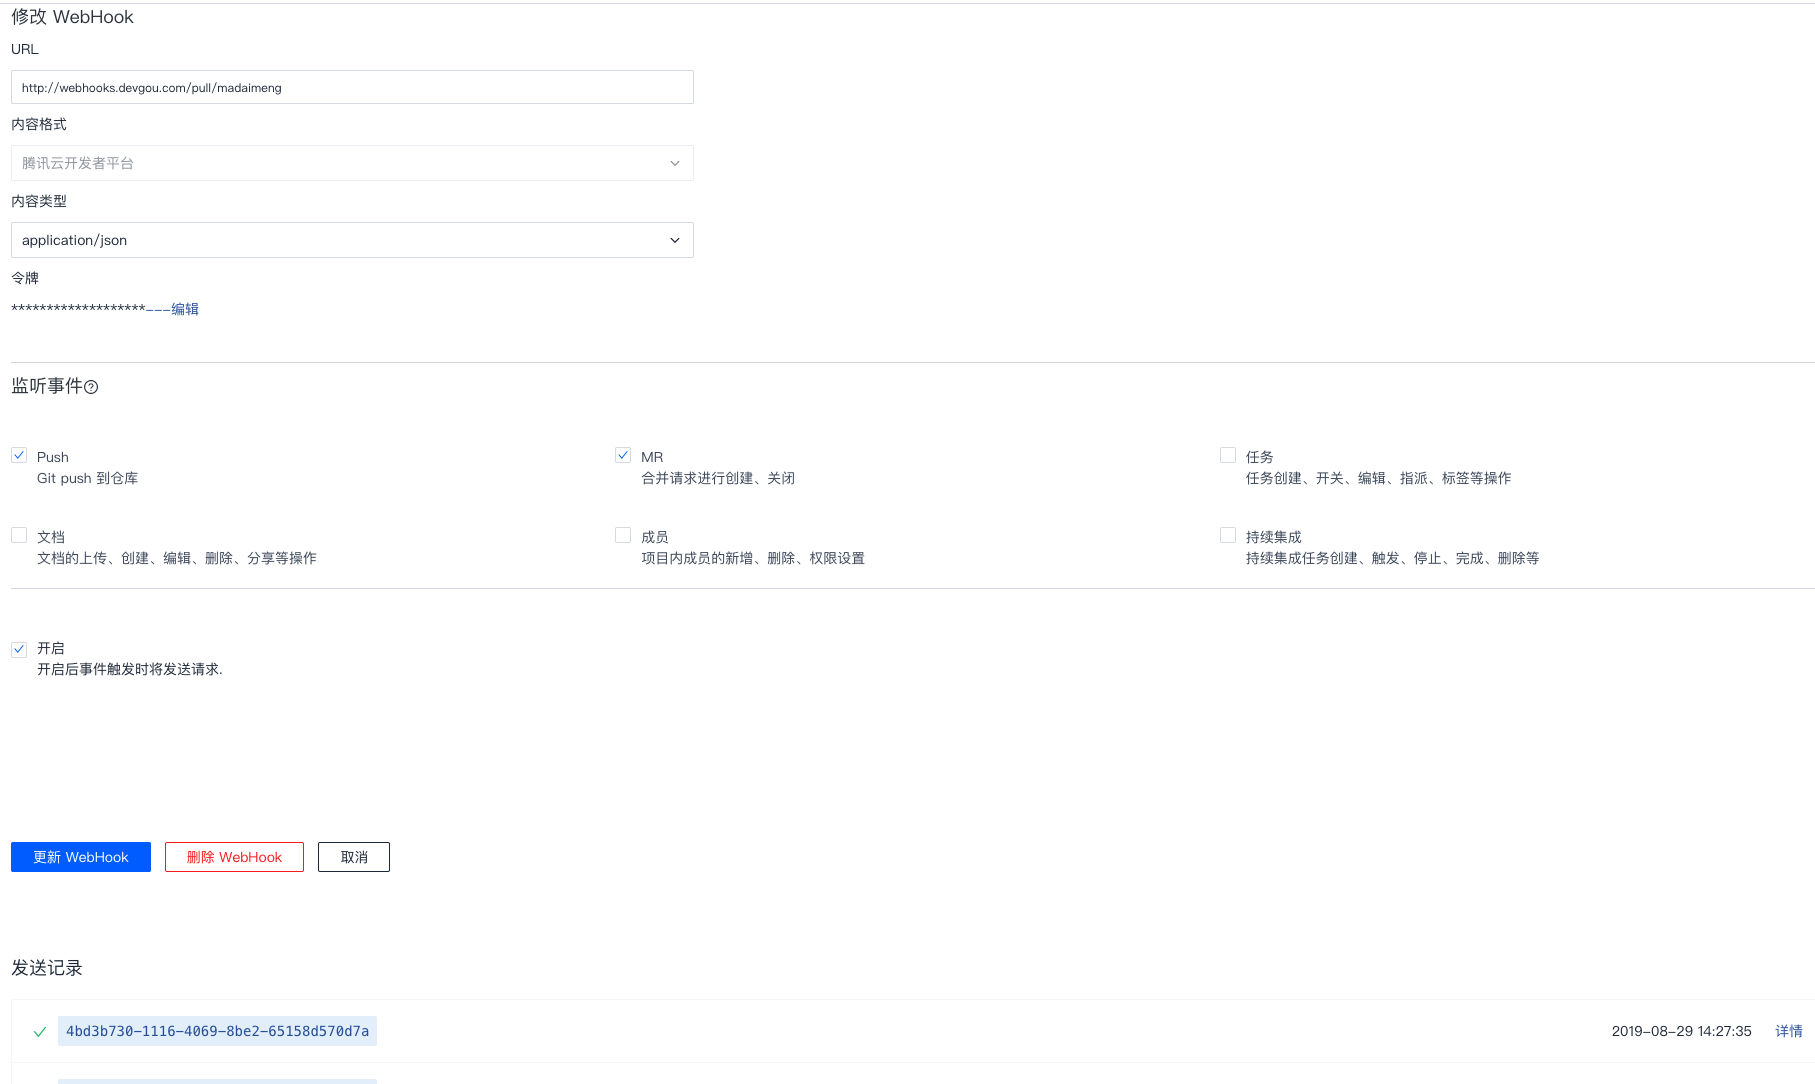 修改 WebHook
URL
http://webhooks.devgou.com/pull/madaimeng
内容格式
腾讯云开发者平台
内容类型
application/json
令牌
*******************---编辑
监听事件?
Push
Git push 到仓库
MR
合并请求进行创建、关闭
任务
任务创建、开关、编辑、指派、标签等操作
文档
文档的上传、创建、编辑、删除、分享等操作
成员
项目内成员的新增、删除、权限设置
持续集成
持续集成任务创建、触发、停止、完成、删除等
开启
开启后事件触发时将发送请求.
更新 WebHook
删除 WebHook
取消
发送记录
4bd3b730-1116-4069-8be2-65158d570d7a
2019-08-29 14:27:35
详情